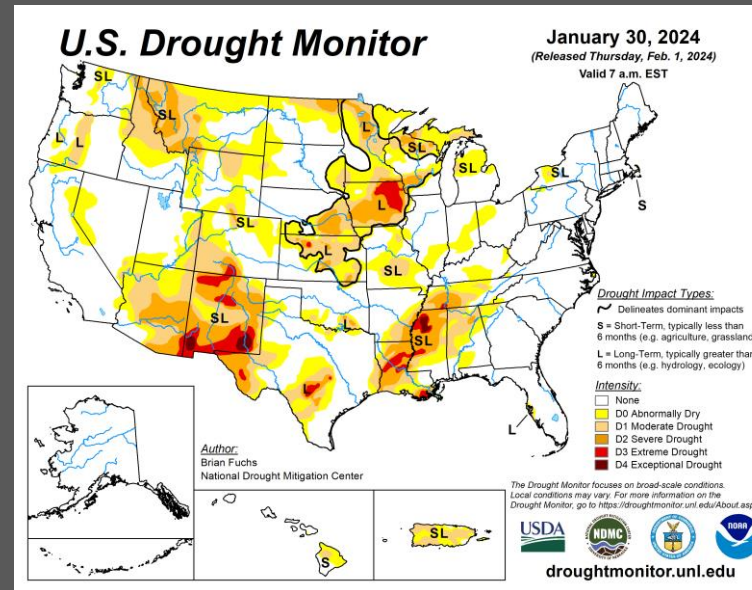 U.S. Drought Monitor
January 30, 2024
(Released Thursday, Feb. 1, 2024)
Valid 7 a.m. EST
SL
SL
L
L
L
SL
SL
SL
S
L
SL
L
SL
SL
L
SL
L
L
Drought Impact Types:
Delineates dominant impacts
S = Short-Term, typically less than
6 months (e.g. agriculture, grassland
L = Long-Term, typically greater than
6 months (e.g. hydrology, ecology)
Intensity:
None
D0 Abnormally Dry
D1 Moderate Drought
D2 Severe Drought
D3 Extreme Drought
D4 Exceptional Drought
Author:
Brian Fuchs
National Drought Mitigation Center
S
SL
The Drought Monitor focuses on broad-scale conditions.
Local conditions may vary. For more information on the
Drought Monitor, go to https://droughtmonitor.unl.edu/About.asp
USDA
NDMC
NOAA
droughtmonitor.unl.edu